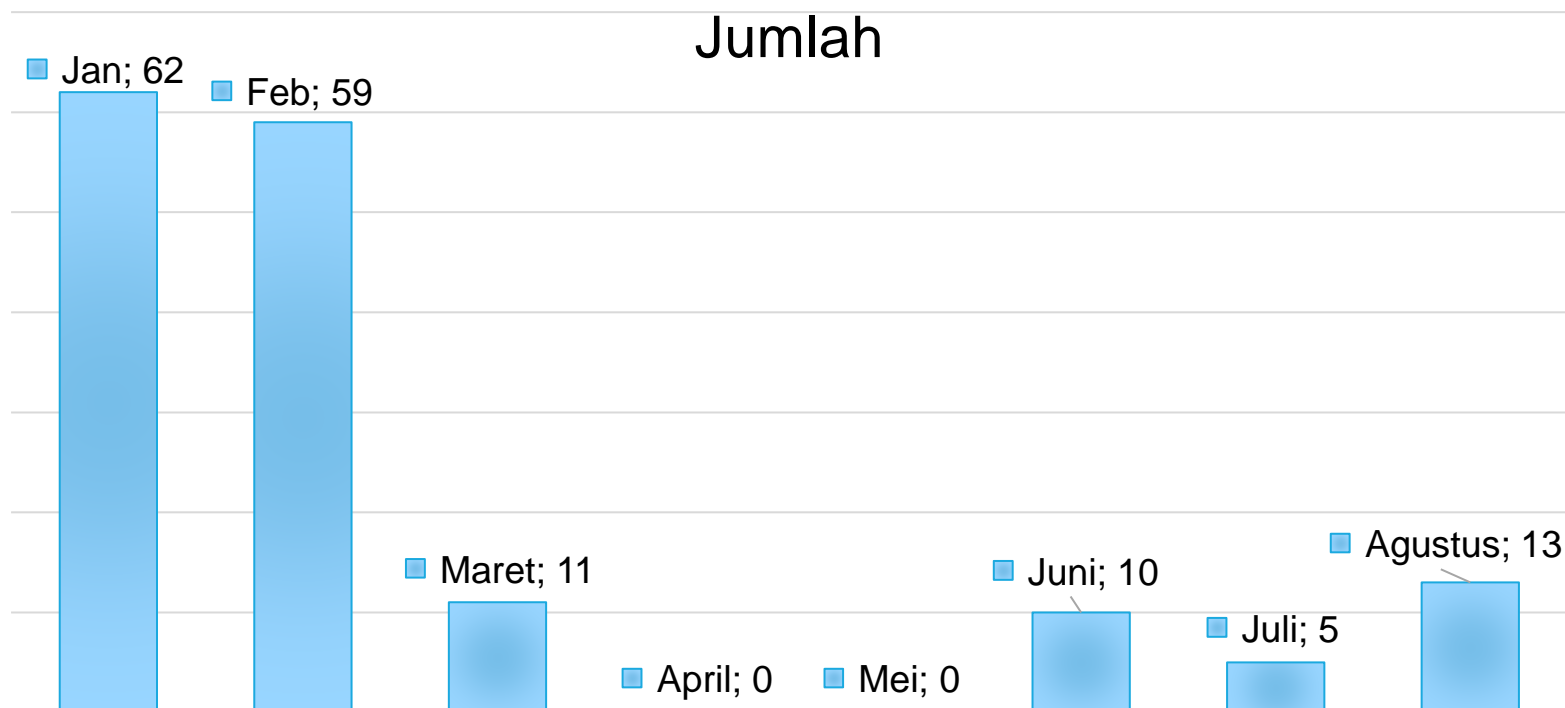 Jumlah
Jan; 62
Feb; 59
Maret; 11
April; 0
Mei; 0
Juni; 10
Juli; 5
Agustus; 13